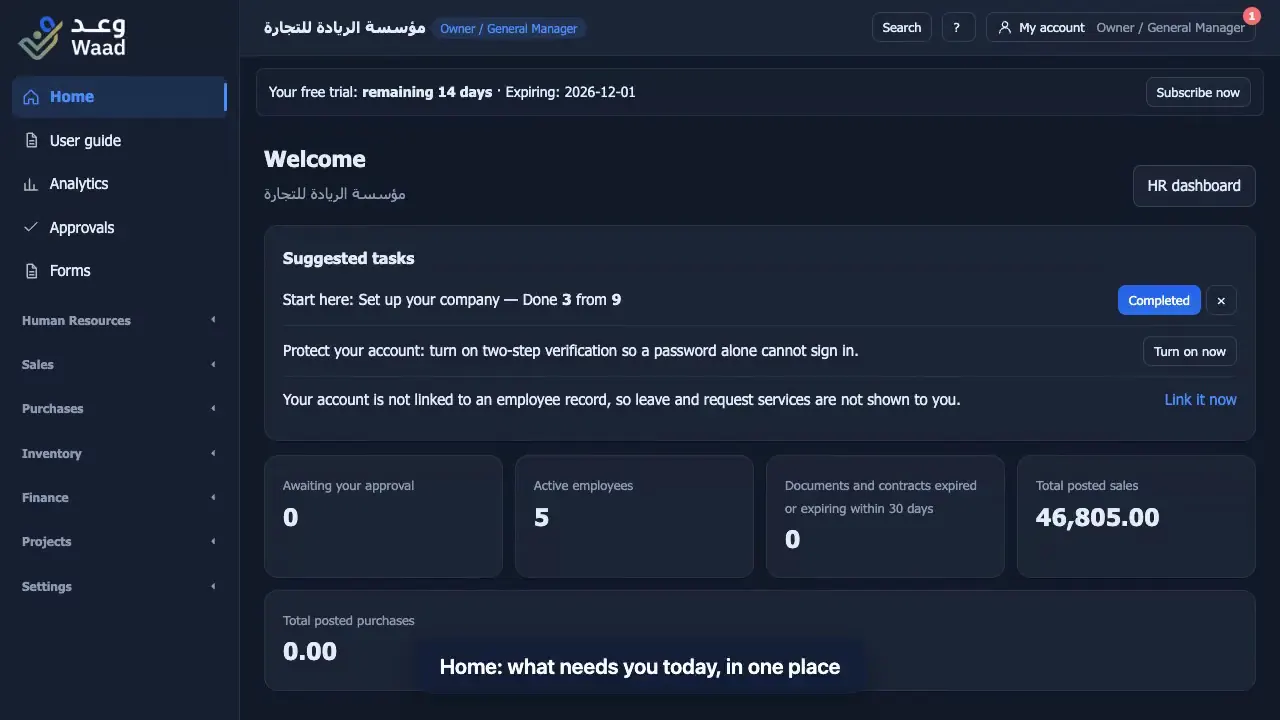 وعد
Waad
Home
User guide
Analytics
Approvals
Forms
Human Resources
Sales
Purchases
Inventory
Finance
Projects
Settings
مؤسسة الريادة للتجارة
Owner / General Manager
Search
?
My account Owner / General Manager
1
Your free trial: remaining 14 days · Expiring: 2026-12-01
Subscribe now
Welcome
مؤسسة الريادة للتجارة
HR dashboard
Suggested tasks
Start here: Set up your company — Done 3 from 9
Completed
×
Protect your account: turn on two-step verification so a password alone cannot sign in.
Turn on now
Your account is not linked to an employee record, so leave and request services are not shown to you.
Link it now
Awaiting your approval
0
Active employees
5
Documents and contracts expired
or expiring within 30 days
0
Total posted sales
46,805.00
Total posted purchases
0.00
Home: what needs you today, in one place